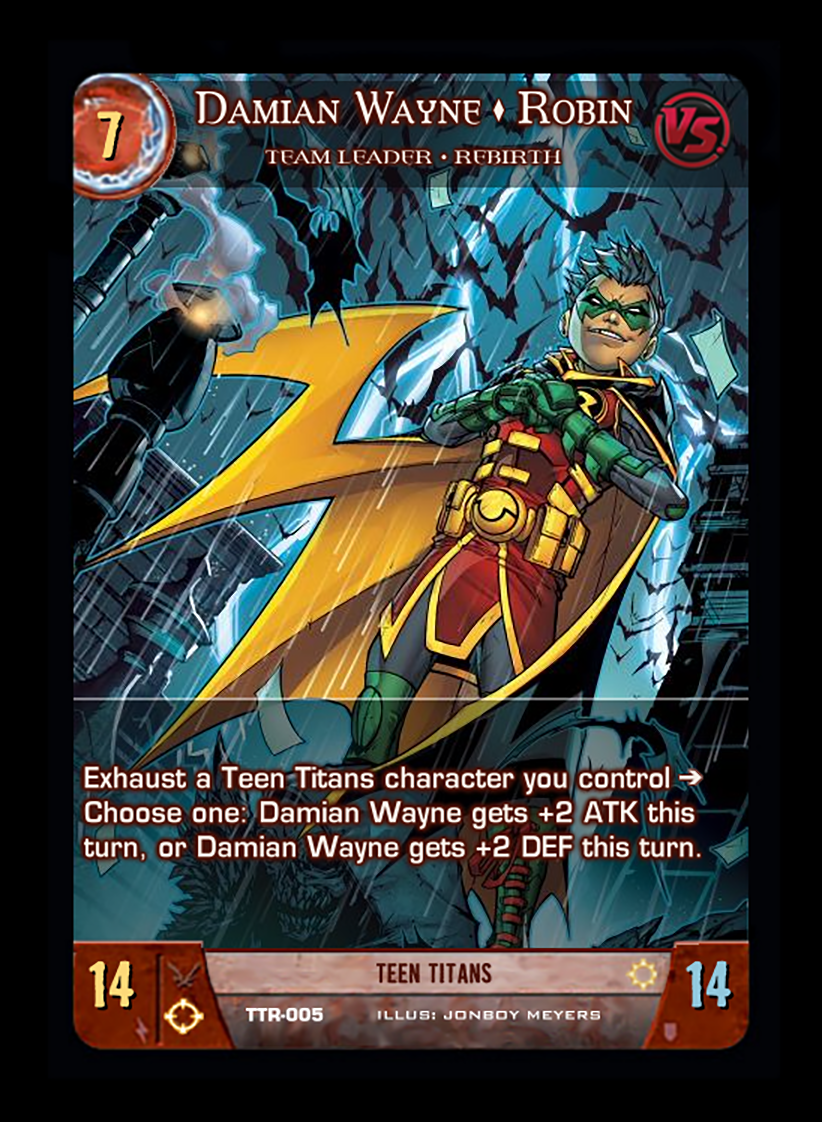 7
Damian Wayne ♦ Robin
VS.
TEAM LEADER • REBIRTH
Exhaust a Teen Titans character you control ➔
Choose one: Damian Wayne gets +2 ATK this
turn, or Damian Wayne gets +2 DEF this turn.
14
TEEN TITANS
14
TTR-005
ILLUS: JONBOY MEYERS